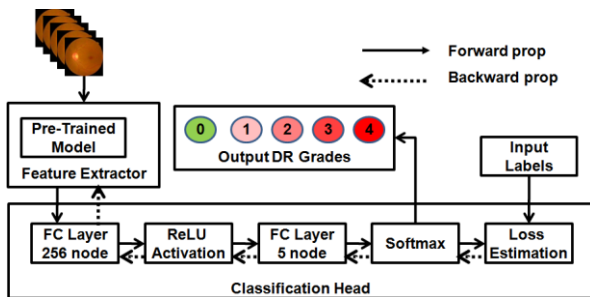 Forward prop
Backward prop
Pre-Trained
Model
Feature Extractor
0 1 2 3 4
Output DR Grades
Input
Labels
FC Layer
256 node
ReLU
Activation
FC Layer
5 node
Softmax
Loss
Estimation
Classification Head